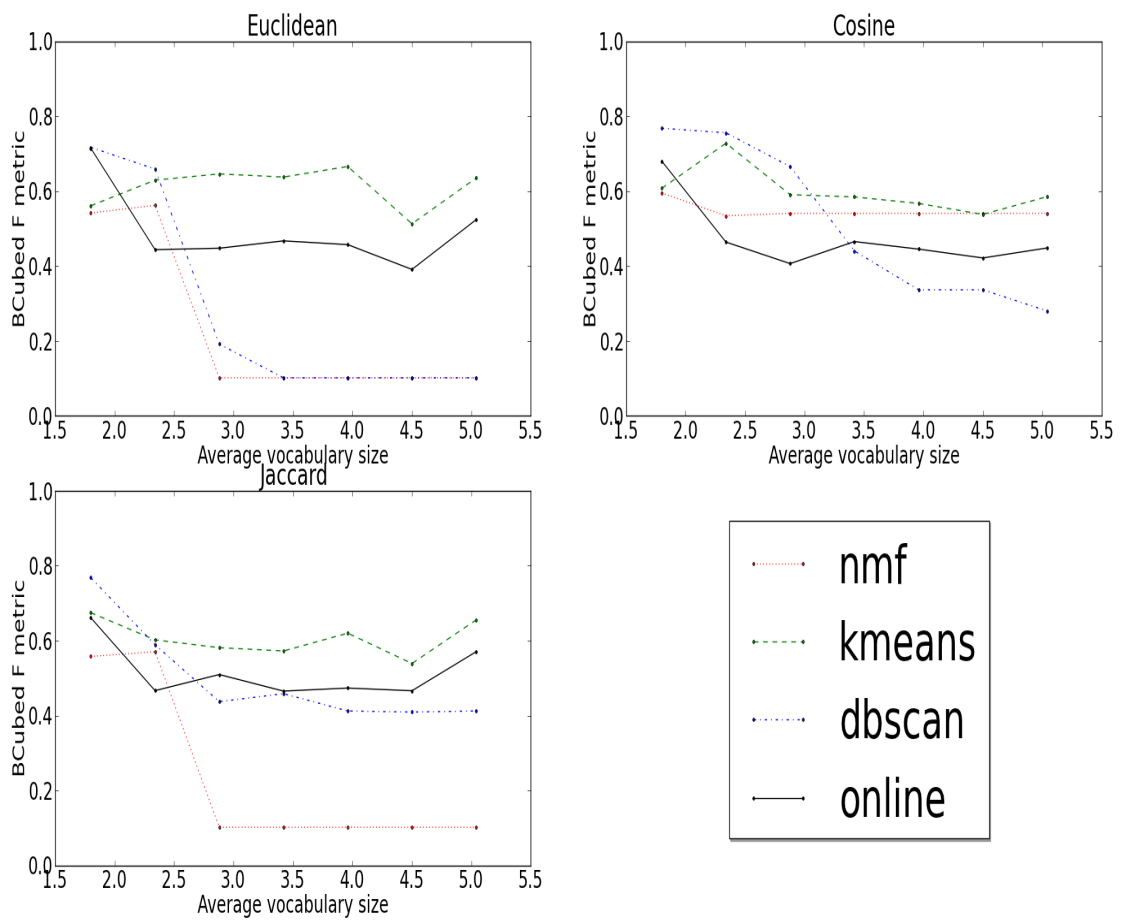 Euclidean
1.0
0.8
0.6
0.4
0.2
0.0
BCubed F metric
1.5 2.0 2.5 3.0 3.5 4.0 4.5 5.0 5.5
Average vocabulary size
Cosine
1.0
0.8
0.6
0.4
0.2
0.0
BCubed F metric
1.5 2.0 2.5 3.0 3.5 4.0 4.5 5.0 5.5
Average vocabulary size
Jaccard
1.0
0.8
0.6
0.4
0.2
0.0
BCubed F metric
1.5 2.0 2.5 3.0 3.5 4.0 4.5 5.0 5.5
Average vocabulary size
nmf
kmeans
dbscan
online